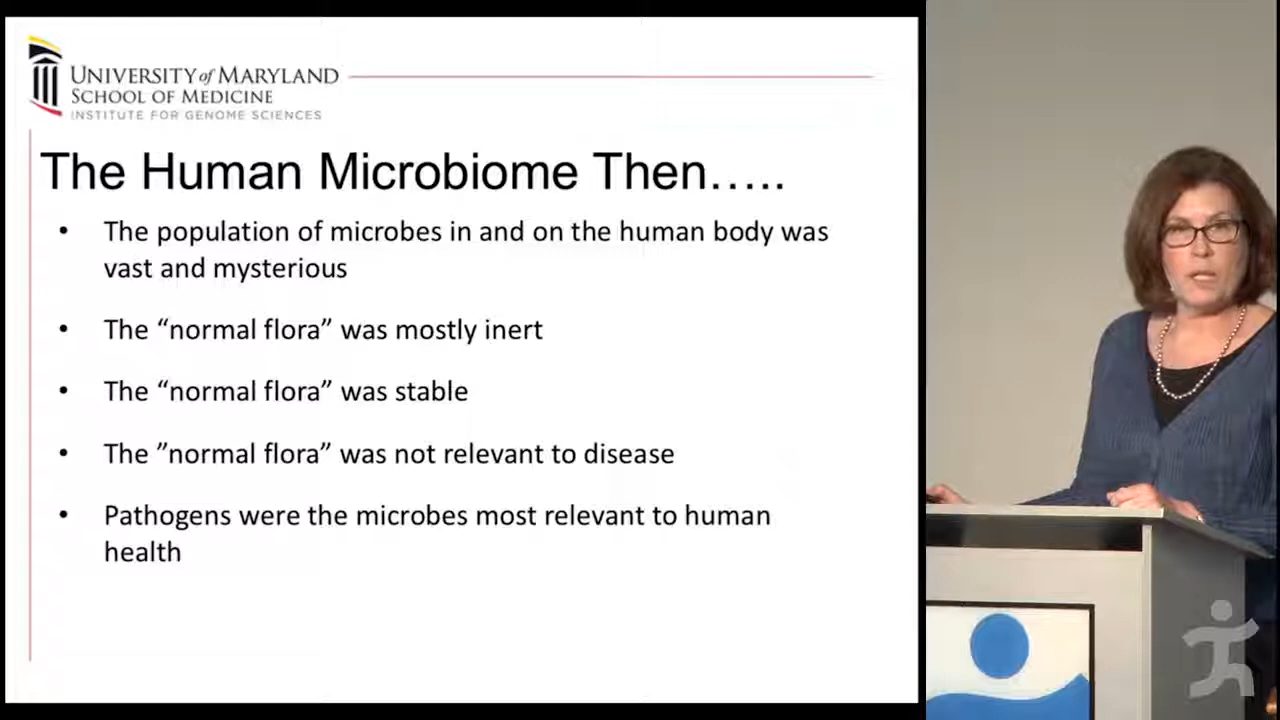 UNIVERSITY of MARYLAND
SCHOOL OF MEDICINE
INSTITUTE FOR GENOME SCIENCES
The Human Microbiome Then…..
• The population of microbes in and on the human body was
vast and mysterious
• The “normal flora” was mostly inert
• The “normal flora” was stable
• The ”normal flora” was not relevant to disease
• Pathogens were the microbes most relevant to human
health